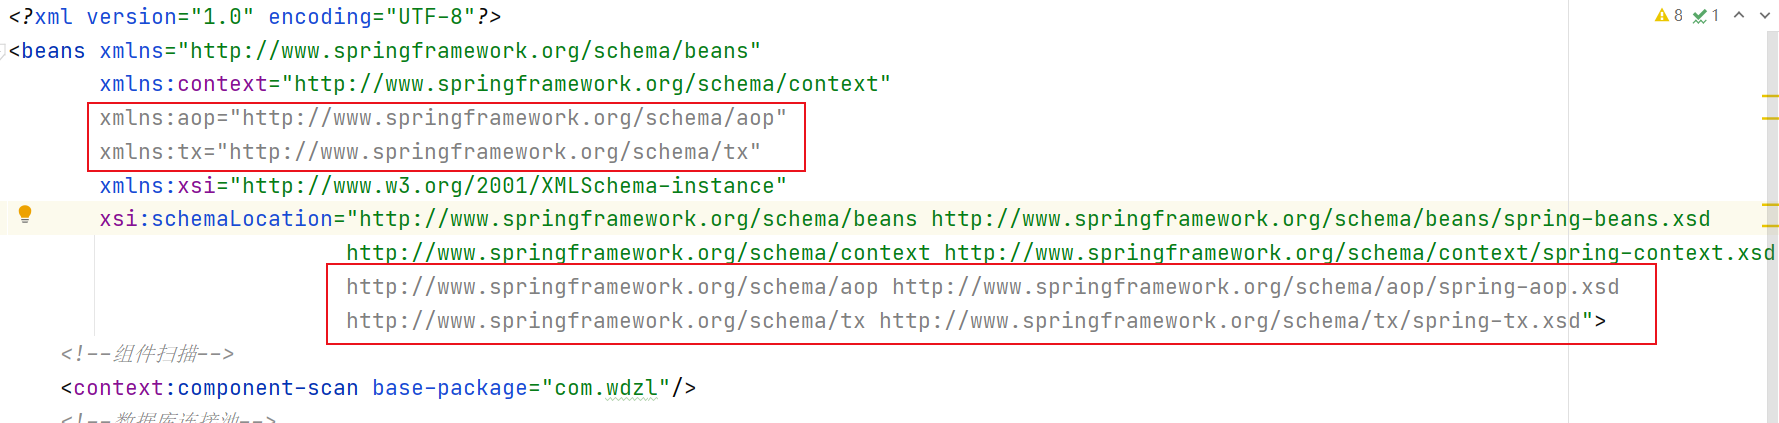 <?xml version="1.0" encoding="UTF-8"?>
8 1
<beans xmlns="http://www.springframework.org/schema/beans"
xmlns:context="http://www.springframework.org/schema/context"
xmlns:aop="http://www.springframework.org/schema/aop"
xmlns:tx="http://www.springframework.org/schema/tx"
xmlns:xsi="http://www.w3.org/2001/XMLSchema-instance"
xsi:schemaLocation="http://www.springframework.org/schema/beans http://www.springframework.org/schema/beans/spring-beans.xsd
http://www.springframework.org/schema/context http://www.springframework.org/schema/context/spring-context.xsd
http://www.springframework.org/schema/aop http://www.springframework.org/schema/aop/spring-aop.xsd
http://www.springframework.org/schema/tx http://www.springframework.org/schema/tx/spring-tx.xsd">
<!--组件扫描-->
<context:component-scan base-package="com.wdzl"/>
<!--数据库连接池-->